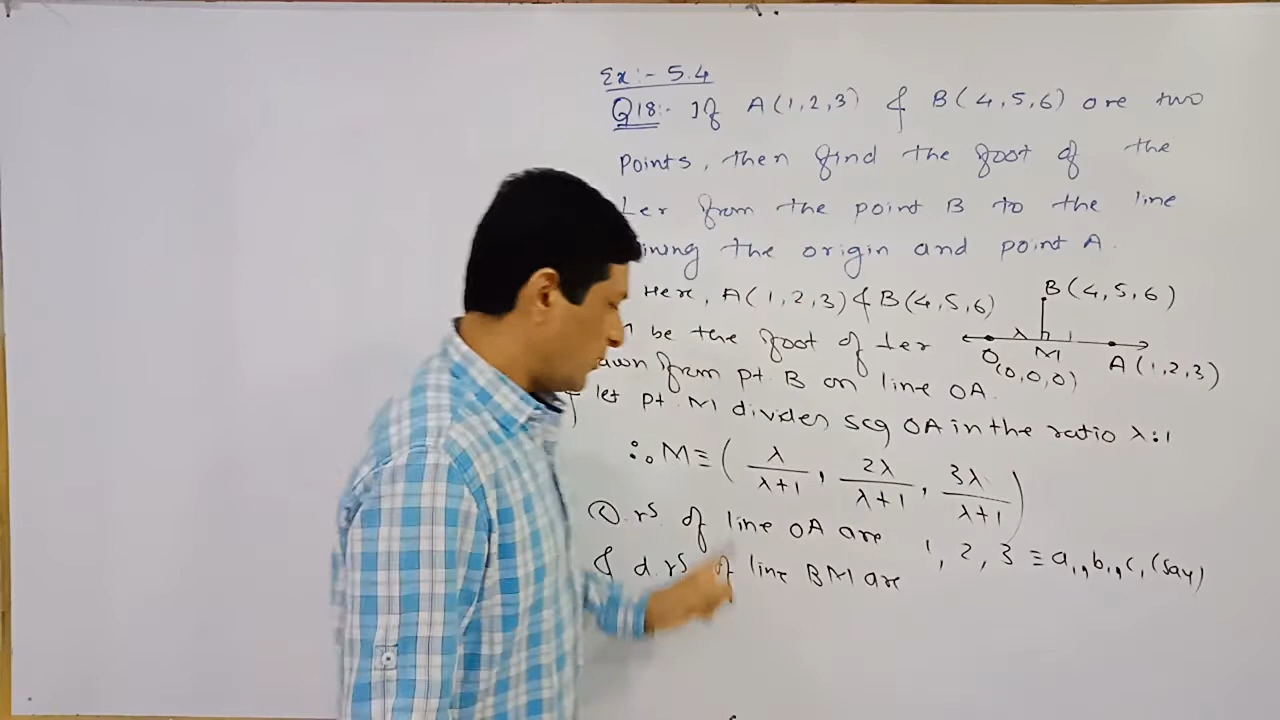 Ex:- 5.4
Q18:- If A(1,2,3) & B(4,5,6) are two
points, then find the foot of the
⊥er from the point B to the line
the origin and point A.
Here, A(1,2,3) & B(4,5,6)
be the foot of ⊥er
from pt. B on line OA.
let pt. M divides seg OA in the ratio λ:1
∴ M ≡ (λ/λ+1, 2λ/λ+1, 3λ/λ+1)
D.rs. of line OA are 1, 2, 3 ≡ a₁, b₁, c₁ (say)
& d.rs of line BM are
B(4,5,6)
λ 1
O M A(1,2,3)
(0,0,0)